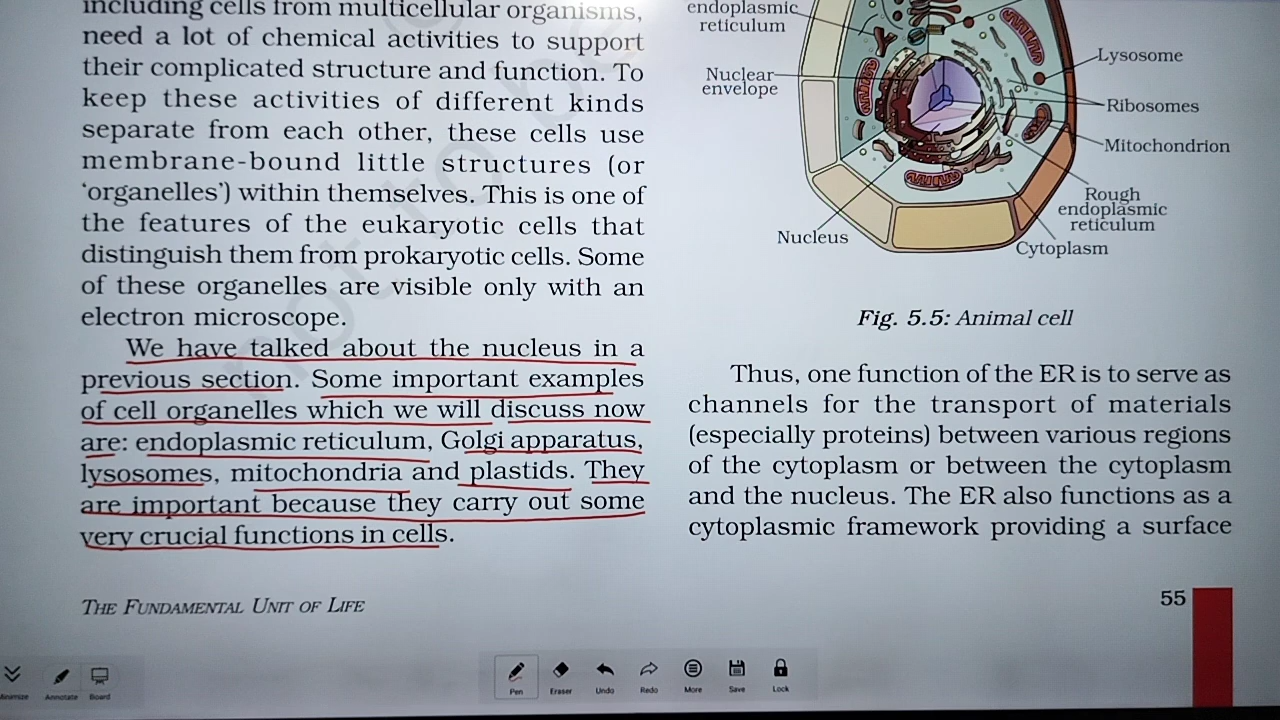 including cells from multicellular organisms,
need a lot of chemical activities to support
their complicated structure and function. To
keep these activities of different kinds
separate from each other, these cells use
membrane-bound little structures (or
‘organelles’) within themselves. This is one of
the features of the eukaryotic cells that
distinguish them from prokaryotic cells. Some
of these organelles are visible only with an
electron microscope.
We have talked about the nucleus in a
previous section. Some important examples
of cell organelles which we will discuss now
are: endoplasmic reticulum, Golgi apparatus,
lysosomes, mitochondria and plastids. They
are important because they carry out some
very crucial functions in cells.
endoplasmic
reticulum
Nuclear
envelope
Nucleus
Lysosome
Ribosomes
Mitochondrion
Rough
endoplasmic
reticulum
Cytoplasm
Fig. 5.5: Animal cell
Thus, one function of the ER is to serve as
channels for the transport of materials
(especially proteins) between various regions
of the cytoplasm or between the cytoplasm
and the nucleus. The ER also functions as a
cytoplasmic framework providing a surface
THE FUNDAMENTAL UNIT OF LIFE
55
Minimize
Annotate
Board
Pen
Eraser
Undo
Redo
More
Save
Lock